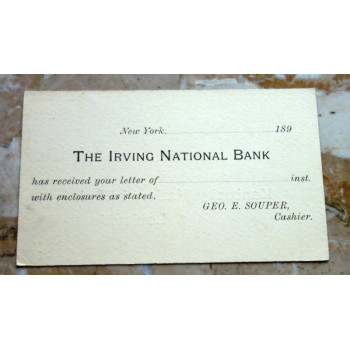 New York, 189
THE IRVING NATIONAL BANK
has received your letter of inst.
with enclosures as stated.
GEO. E. SOUPER,
Cashier.